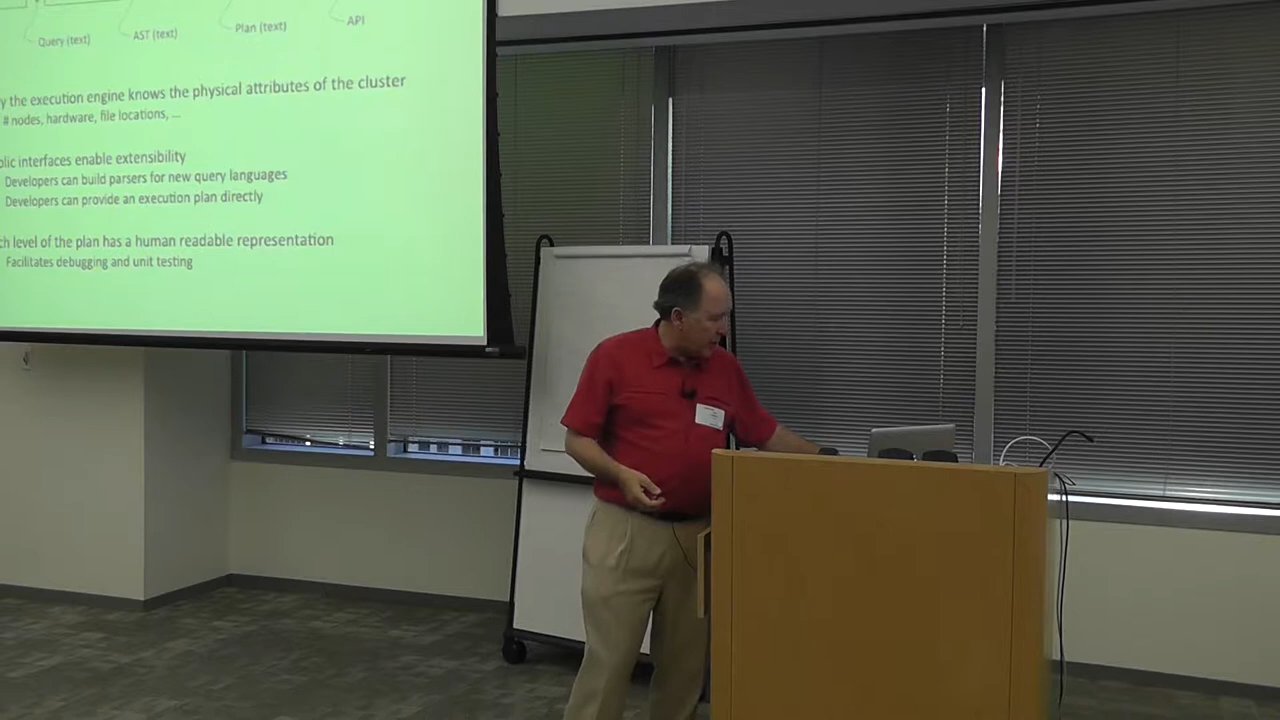 Query (text) AST (text) Plan (text) API
y the execution engine knows the physical attributes of the cluster
# nodes, hardware, file locations, ...
blic interfaces enable extensibility
Developers can build parsers for new query languages
Developers can provide an execution plan directly
ch level of the plan has a human readable representation
Facilitates debugging and unit testing